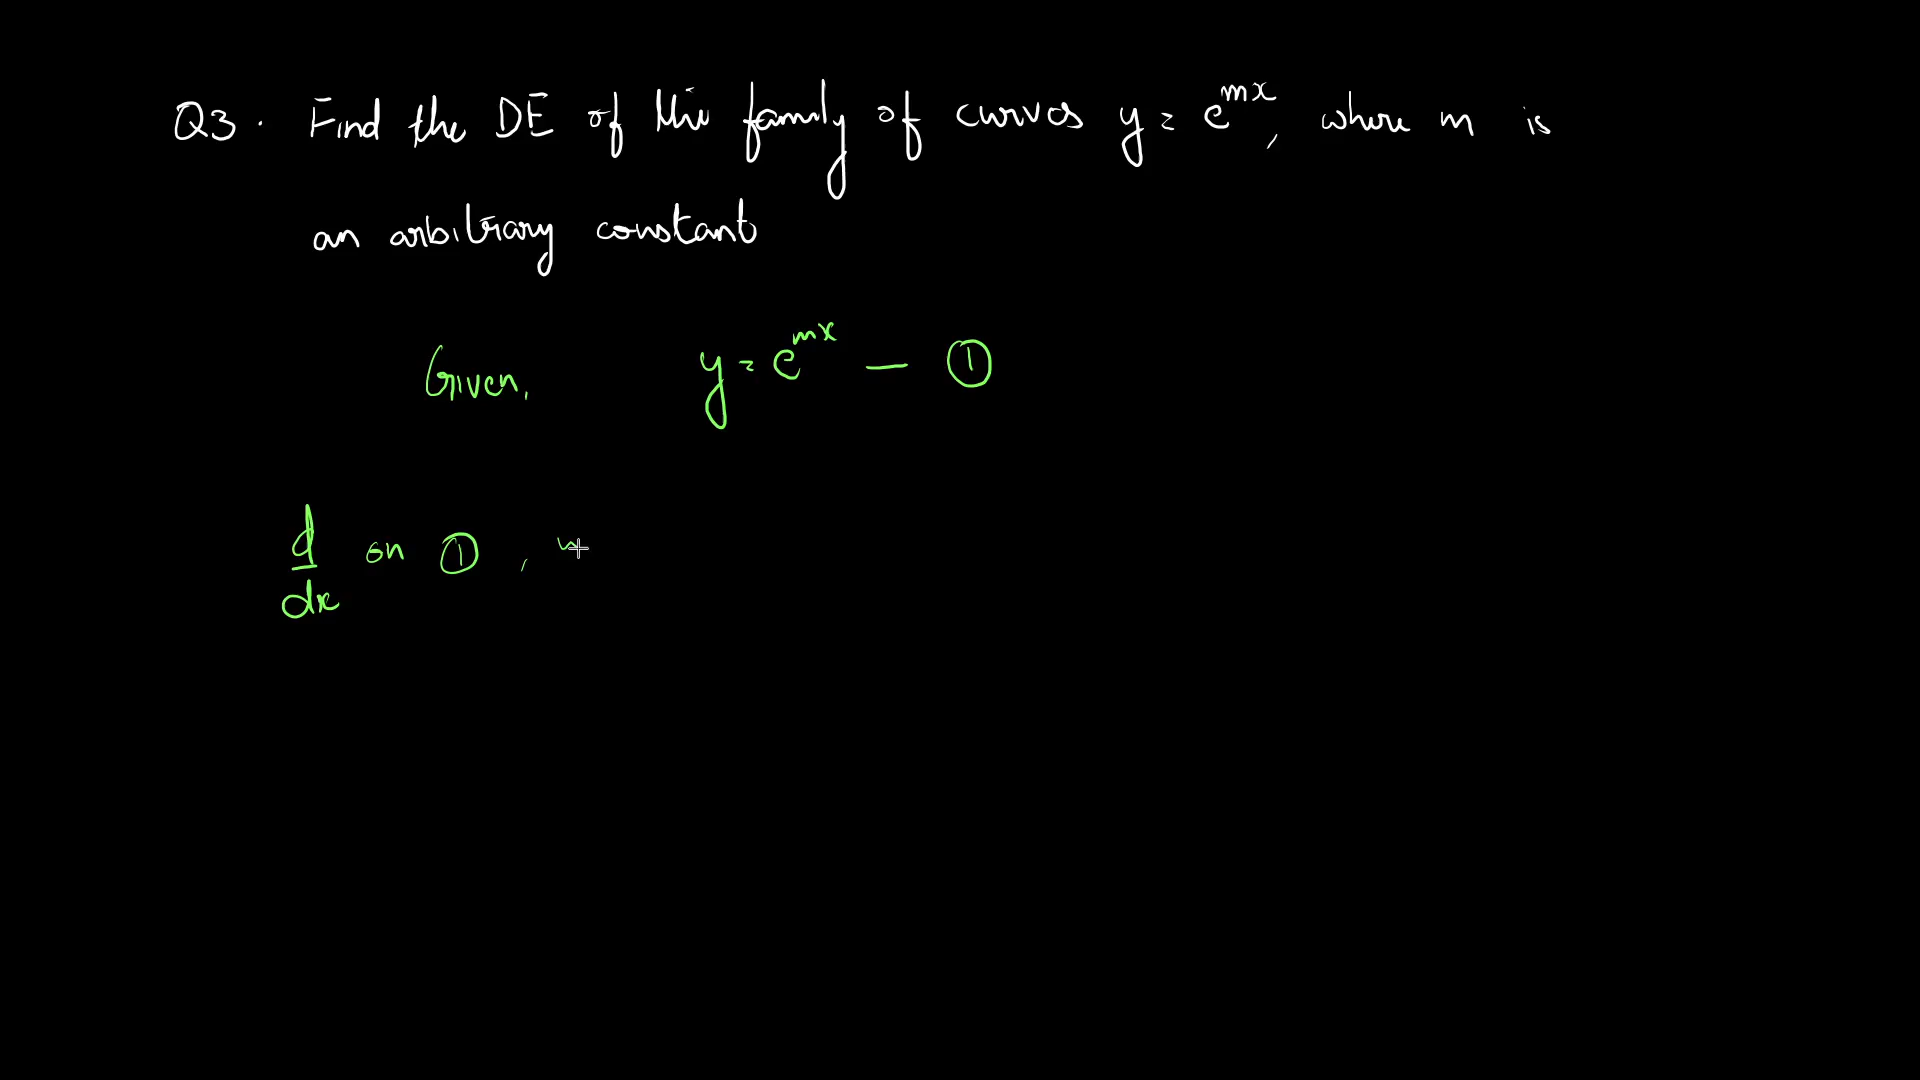 Q3. Find the DE of the family of curves y = e^mx, where m is
an arbitrary constant
Given, y = e^mx — ①
d/dx on ①,